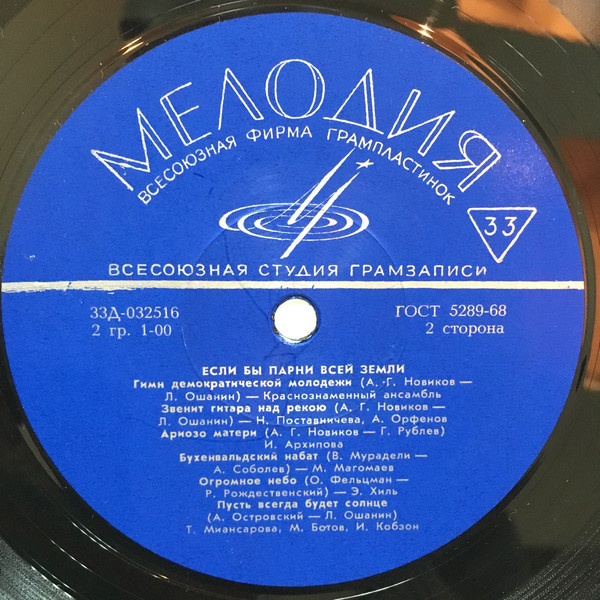 МЕЛОДИЯ
ВСЕСОЮЗНАЯ ФИРМА ГРАМПЛАСТИНОК
33
ВСЕСОЮЗНАЯ СТУДИЯ ГРАМЗАПИСИ
33Д-032516 ГОСТ 5289-68
2 гр. 1-00 2 сторона
ЕСЛИ БЫ ПАРНИ ВСЕЙ ЗЕМЛИ
Гимн демократической молодежи (А. Г. Новиков —
Л. Ошанин) — Краснознаменный ансамбль
Звенит гитара над рекою (А. Г. Новиков —
Л. Ошанин) — Н. Поставничева, А. Орфенов
Ариозо матери (А. Г. Новиков — Г. Рублев)
И. Архипова
Бухенвальдский набат (В. Мурадели —
А. Соболев) — М. Магомаев
Огромное небо (О. Фельцман —
Р. Рождественский) — Э. Хиль
Пусть всегда будет солнце
(А. Островский — Л. Ошанин)
Т. Миансарова, М. Ботов, И. Кобзон